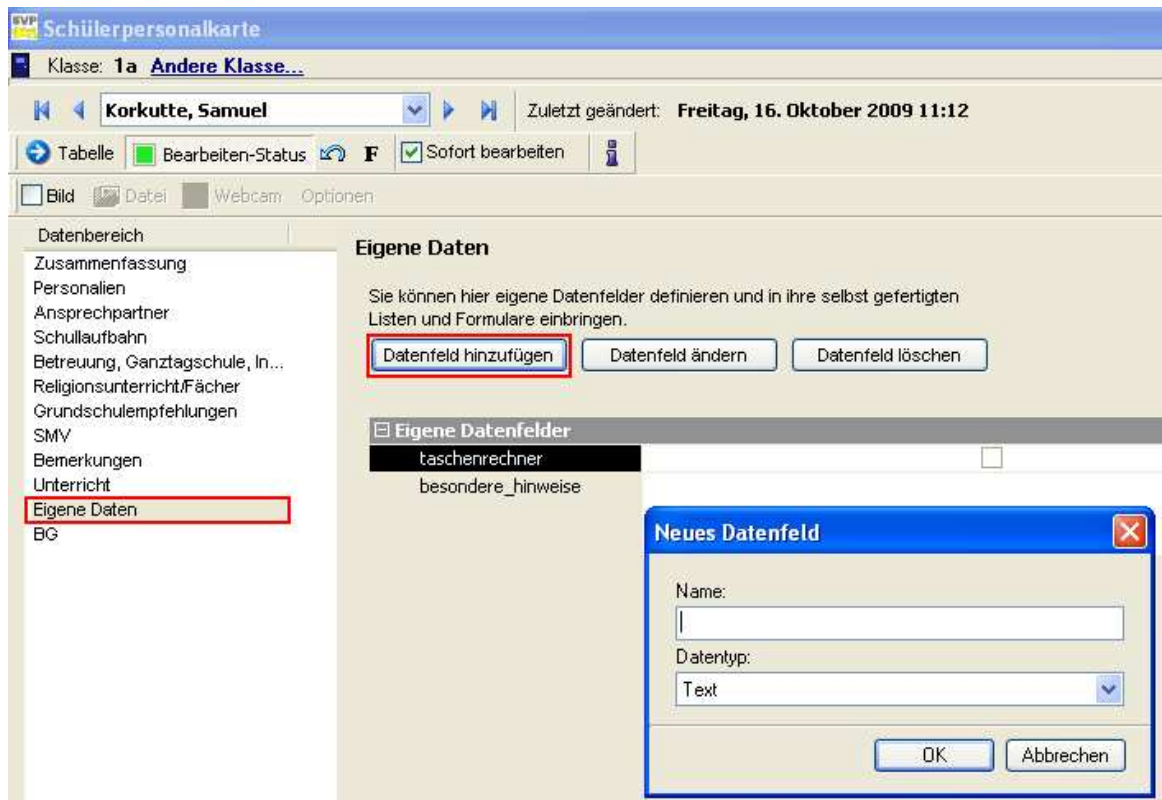 SVP
Schülerpersonalkarte
Klasse: 1a Andere Klasse...
Korkutte, Samuel Zuletzt geändert: Freitag, 16. Oktober 2009 11:12
Tabelle Bearbeiten-Status F Sofort bearbeiten
Bild Datei Webcam Optionen
Datenbereich
Zusammenfassung
Personalien
Ansprechpartner
Schullaufbahn
Betreuung, Ganztagschule, In...
Religionsunterricht/Fächer
Grundschulempfehlungen
SMV
Bemerkungen
Unterricht
Eigene Daten
BG
Eigene Daten
Sie können hier eigene Datenfelder definieren und in ihre selbst gefertigten
Listen und Formulare einbringen.
Datenfeld hinzufügen Datenfeld ändern Datenfeld löschen
Eigene Datenfelder
taschenrechner
besondere_hinweise
Neues Datenfeld
Name:
Datentyp:
Text
OK Abbrechen